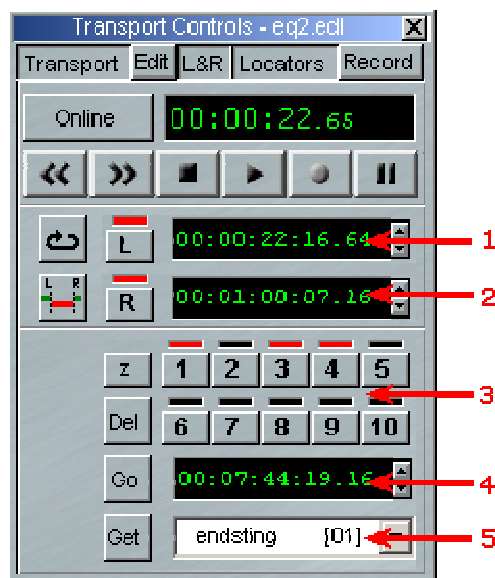 Transport Controls - eq2.edl X
Transport Edit L&R Locators Record
Online 00:00:22.65
L 00:00:22:16.64 1
L R R 00:01:00:07.16 2
z 1 2 3 4 5
3
Del 6 7 8 9 10
Go 00:07:44:19.16 4
Get endsting [I01] 5